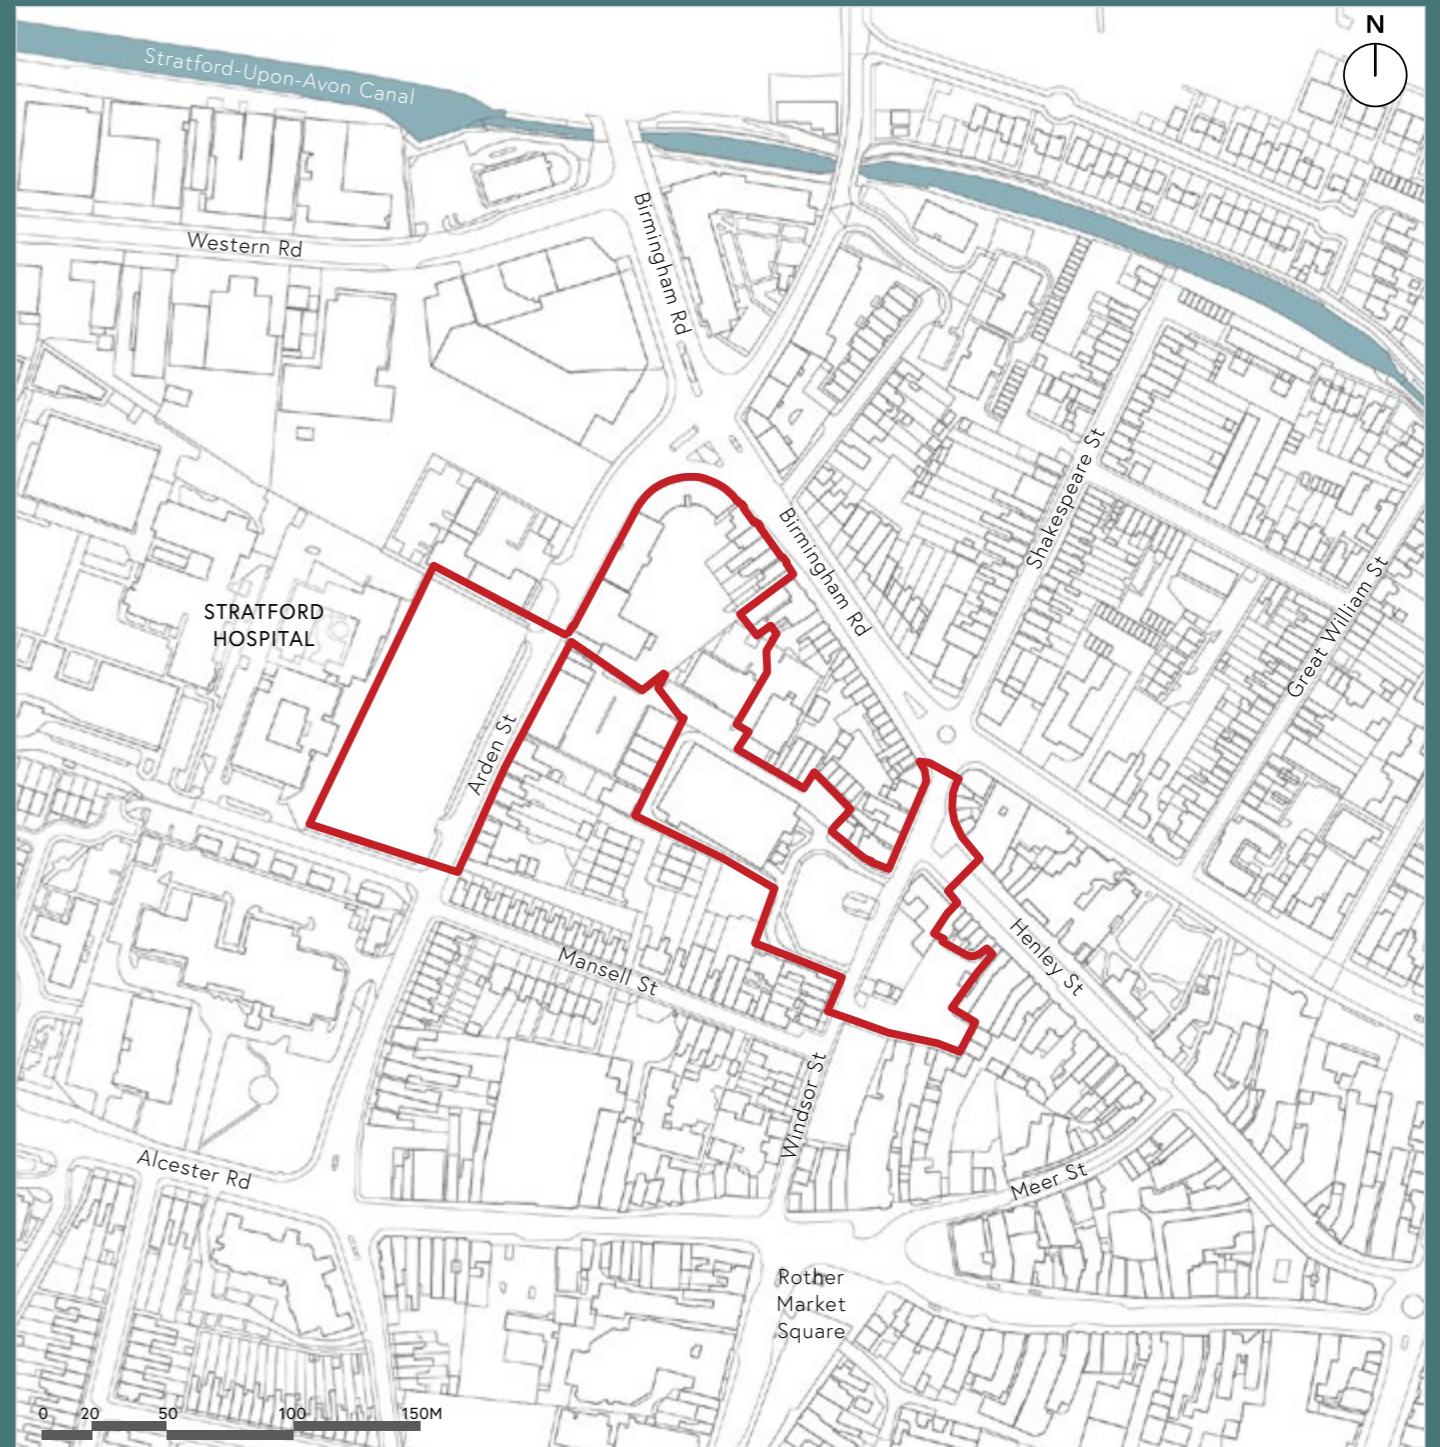 N
Stratford-Upon-Avon Canal
Birmingham Rd
Western Rd
Shakespeare St
Birmingham Rd
Great William St
STRATFORD
HOSPITAL
Arden St
Henley St
Mansell St
Windsor St
Alcester Rd
Meer St
Rother
Market
Square
0 20 50 100 150M